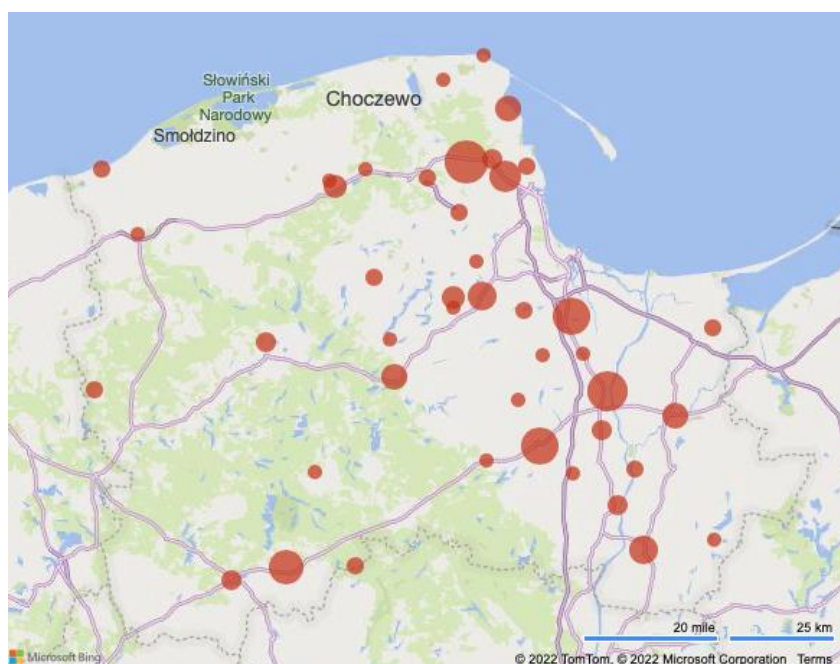 Słowiński
Park
Narodowy
Choczewo
Smołdzino
20 mile
25 km
Microsoft Bing
© 2022 TomTom, © 2022 Microsoft Corporation Terms